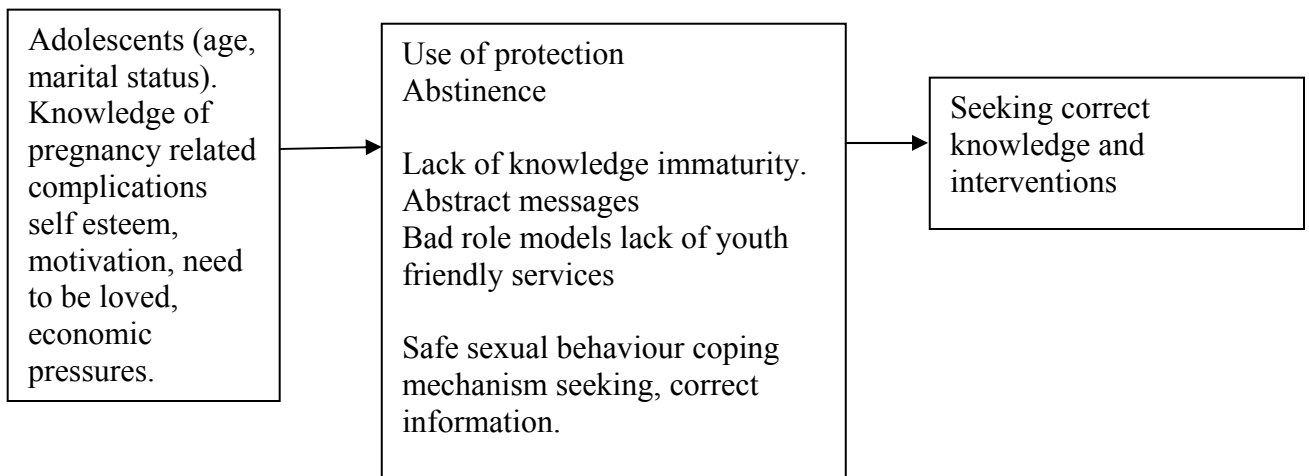 Adolescents (age,
marital status).
Knowledge of
pregnancy related
complications
self esteem,
motivation, need
to be loved,
economic
pressures.
Use of protection
Abstinence
Lack of knowledge immaturity.
Abstract messages
Bad role models lack of youth
friendly services
Safe sexual behaviour coping
mechanism seeking, correct
information.
Seeking correct
knowledge and
interventions